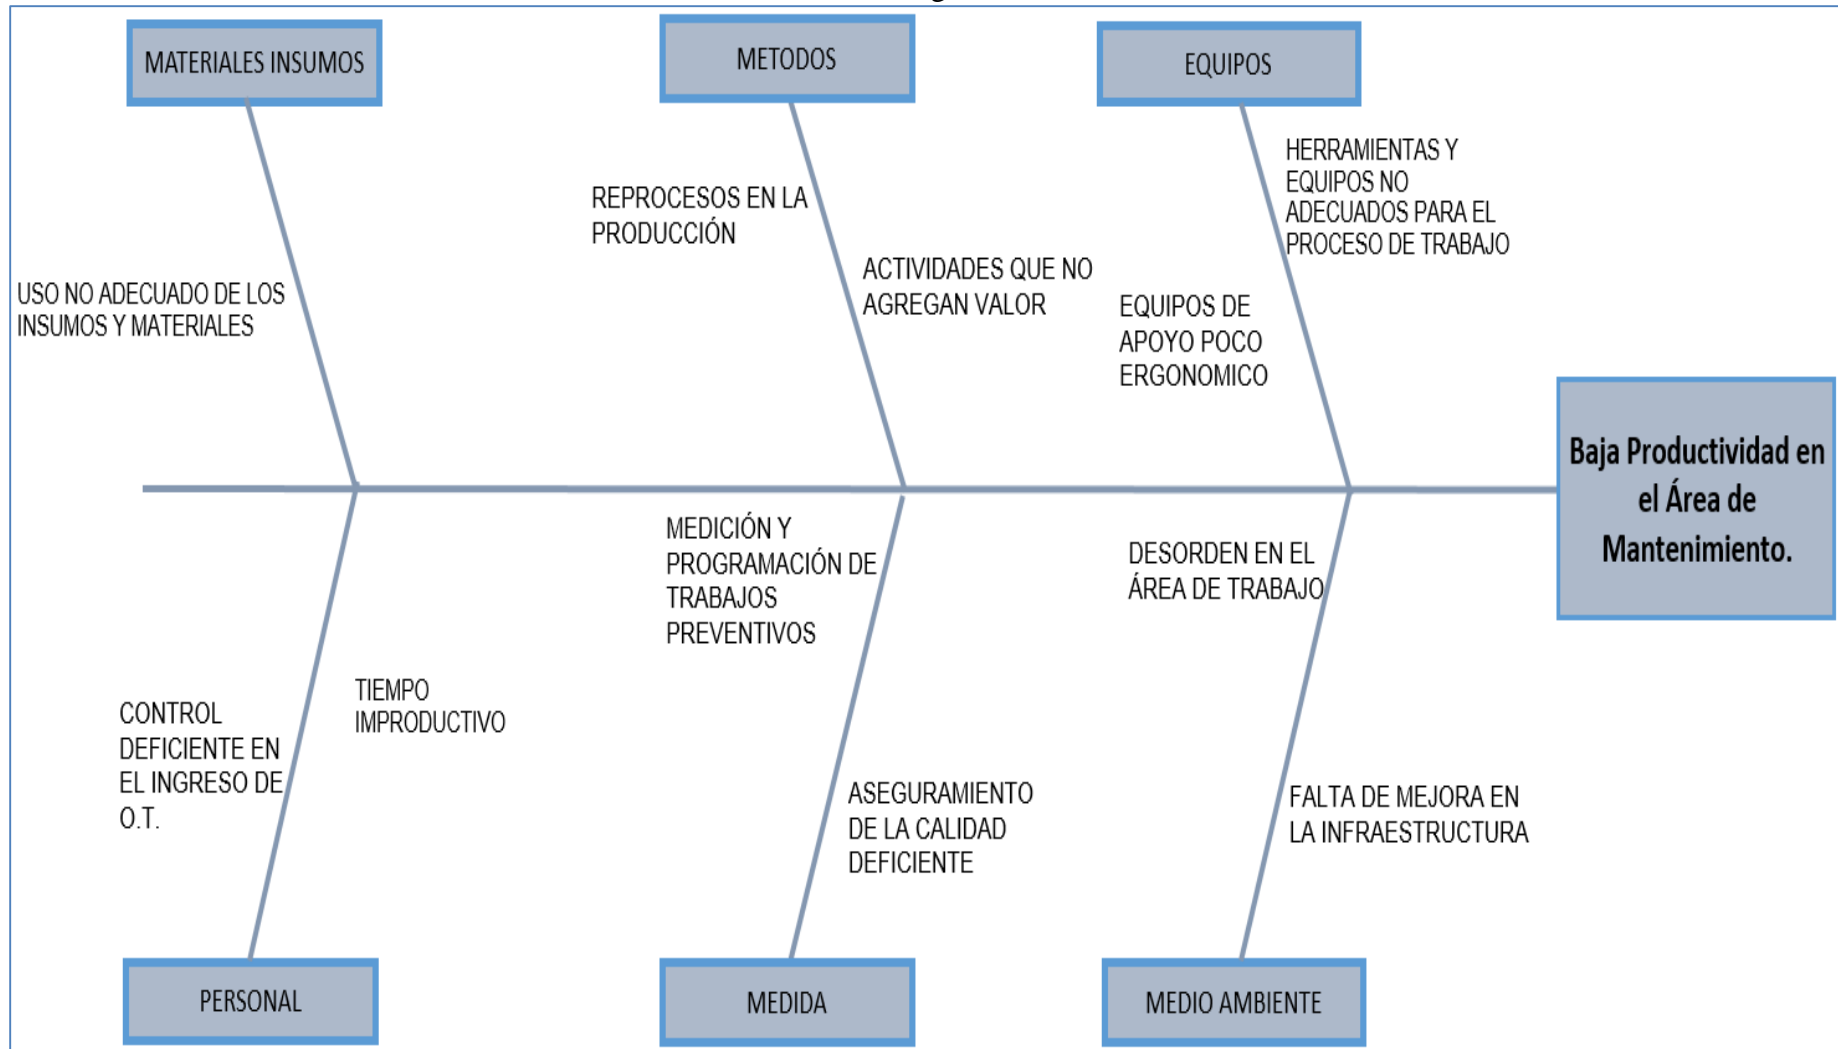 MATERIALES INSUMOS
METODOS
EQUIPOS
HERRAMIENTAS Y
EQUIPOS NO
ADECUADOS PARA EL
PROCESO DE TRABAJO
REPROCESOS EN LA
PRODUCCIÓN
ACTIVIDADES QUE NO
AGREGAN VALOR
USO NO ADECUADO DE LOS
INSUMOS Y MATERIALES
EQUIPOS DE
APOYO POCO
ERGONOMICO
Baja Productividad en
el Área de
Mantenimiento.
MEDICIÓN Y
PROGRAMACIÓN DE
TRABAJOS
PREVENTIVOS
DESORDEN EN EL
ÁREA DE TRABAJO
TIEMPO
IMPRODUCTIVO
CONTROL
DEFICIENTE EN
EL INGRESO DE
O.T.
ASEGURAMIENTO
DE LA CALIDAD
DEFICIENTE
FALTA DE MEJORA EN
LA INFRAESTRUCTURA
PERSONAL
MEDIDA
MEDIO AMBIENTE